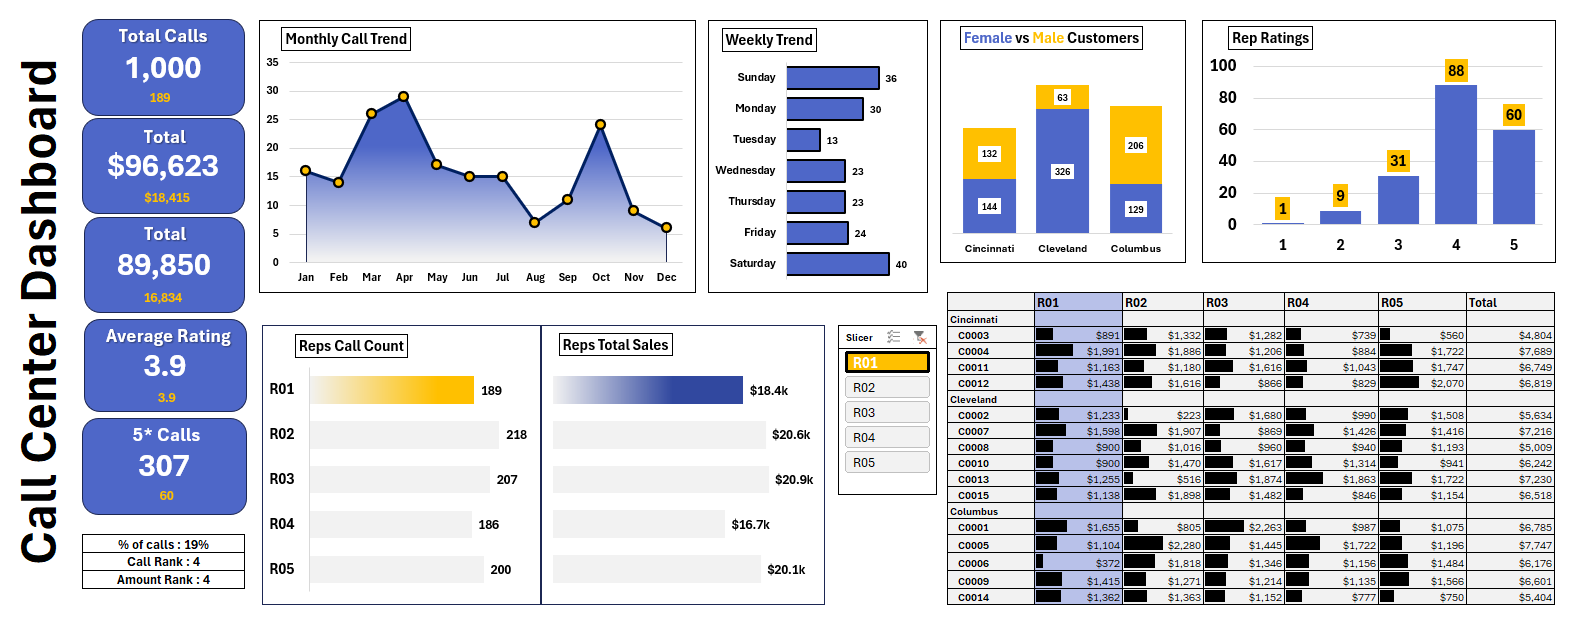 Call Center Dashboard
Total Calls
1,000
189
Total
$96,623
$18,415
Total
89,850
16,834
Average Rating
3.9
3.9
5* Calls
307
60
% of calls : 19%
Call Rank : 4
Amount Rank : 4
Monthly Call Trend
35
30
25
20
15
10
5
0
Jan Feb Mar Apr May Jun Jul Aug Sep Oct Nov Dec
Weekly Trend
Sunday 36
Monday 30
Tuesday 13
Wednesday 23
Thursday 23
Friday 24
Saturday 40
Female vs Male Customers
132 63 206
144 326 129
Cincinnati Cleveland Columbus
Rep Ratings
100
80
60
40
20
0
1 9 31 88 60
1 2 3 4 5
Reps Call Count
R01 189
R02 218
R03 207
R04 186
R05 200
Reps Total Sales
$18.4k
$20.6k
$20.9k
$16.7k
$20.1k
Slicer
R01
R02
R03
R04
R05
R01 R02 R03 R04 R05 Total
Cincinnati
C0003 $891 $1,332 $1,282 $739 $560 $4,804
C0004 $1,991 $1,886 $1,206 $884 $1,722 $7,689
C0011 $1,163 $1,180 $1,616 $1,043 $1,747 $6,749
C0012 $1,438 $1,616 $866 $829 $2,070 $6,819
Cleveland
C0002 $1,233 $223 $1,680 $990 $1,508 $5,634
C0007 $1,598 $1,907 $869 $1,426 $1,416 $7,216
C0008 $900 $1,016 $960 $940 $1,193 $5,009
C0010 $900 $1,470 $1,617 $1,314 $941 $6,242
C0013 $1,255 $516 $1,874 $1,863 $1,722 $7,230
C0015 $1,138 $1,898 $1,482 $846 $1,154 $6,518
Columbus
C0001 $1,655 $805 $2,263 $987 $1,075 $6,785
C0005 $1,104 $2,280 $1,445 $1,722 $1,196 $7,747
C0006 $372 $1,818 $1,346 $1,156 $1,484 $6,176
C0009 $1,415 $1,271 $1,214 $1,135 $1,566 $6,601
C0014 $1,362 $1,363 $1,152 $777 $750 $5,404